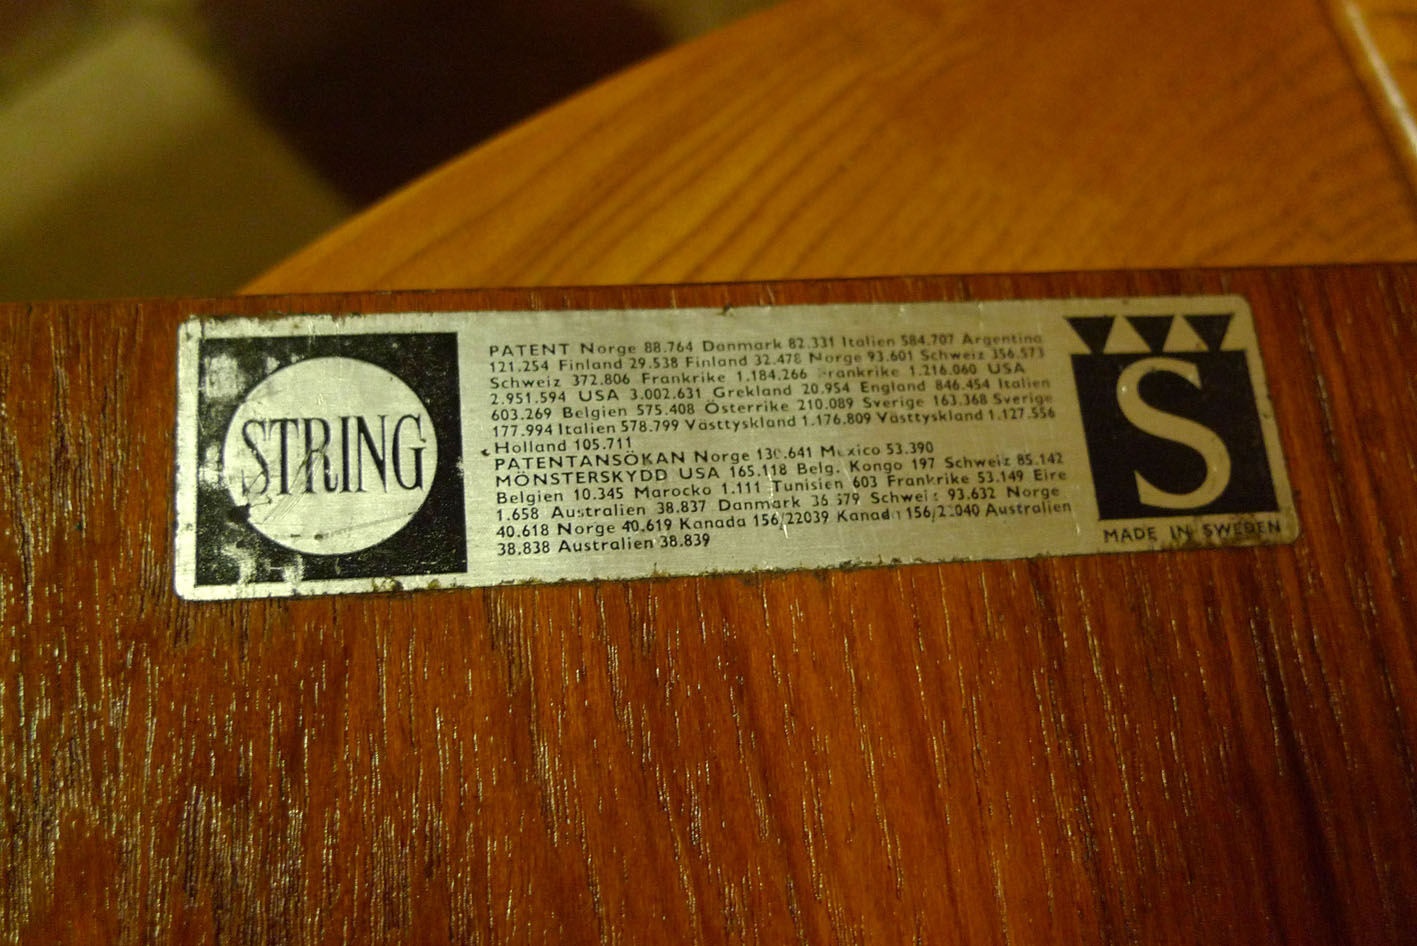 STRING
PATENT Norge 88.764 Danmark 82.331 Italien 584.707 Argentina
121.254 Finland 29.538 Finland 32.478 Norge 93.601 Schweiz 356.573
Schweiz 372.806 Frankrike 1.184.266 Frankrike 1.216.060 USA
2.951.594 USA 3.002.631 Grekland 20.954 England 846.454 Italien
603.269 Belgien 575.408 Österrike 210.089 Sverige 163.368 Sverige
177.994 Italien 578.799 Västtyskland 1.176.809 Västtyskland 1.127.556
Holland 105.711
PATENTANSÖKAN Norge Mexico 53.390
MÖNSTERSKYDD USA 165.118 Belg. Kongo 197 Schweiz 85.142
Belgien 10.345 Marocko 1.111 Tunisien 603 Frankrike 53.149 Eire
1.658 Australien 38.837 Danmark Schweiz 93.632 Norge
40.618 Norge 40.619 Kanada 156/22039 Kanada 156/22040 Australien
38.838 Australien 38.839
S
MADE IN SWEDEN